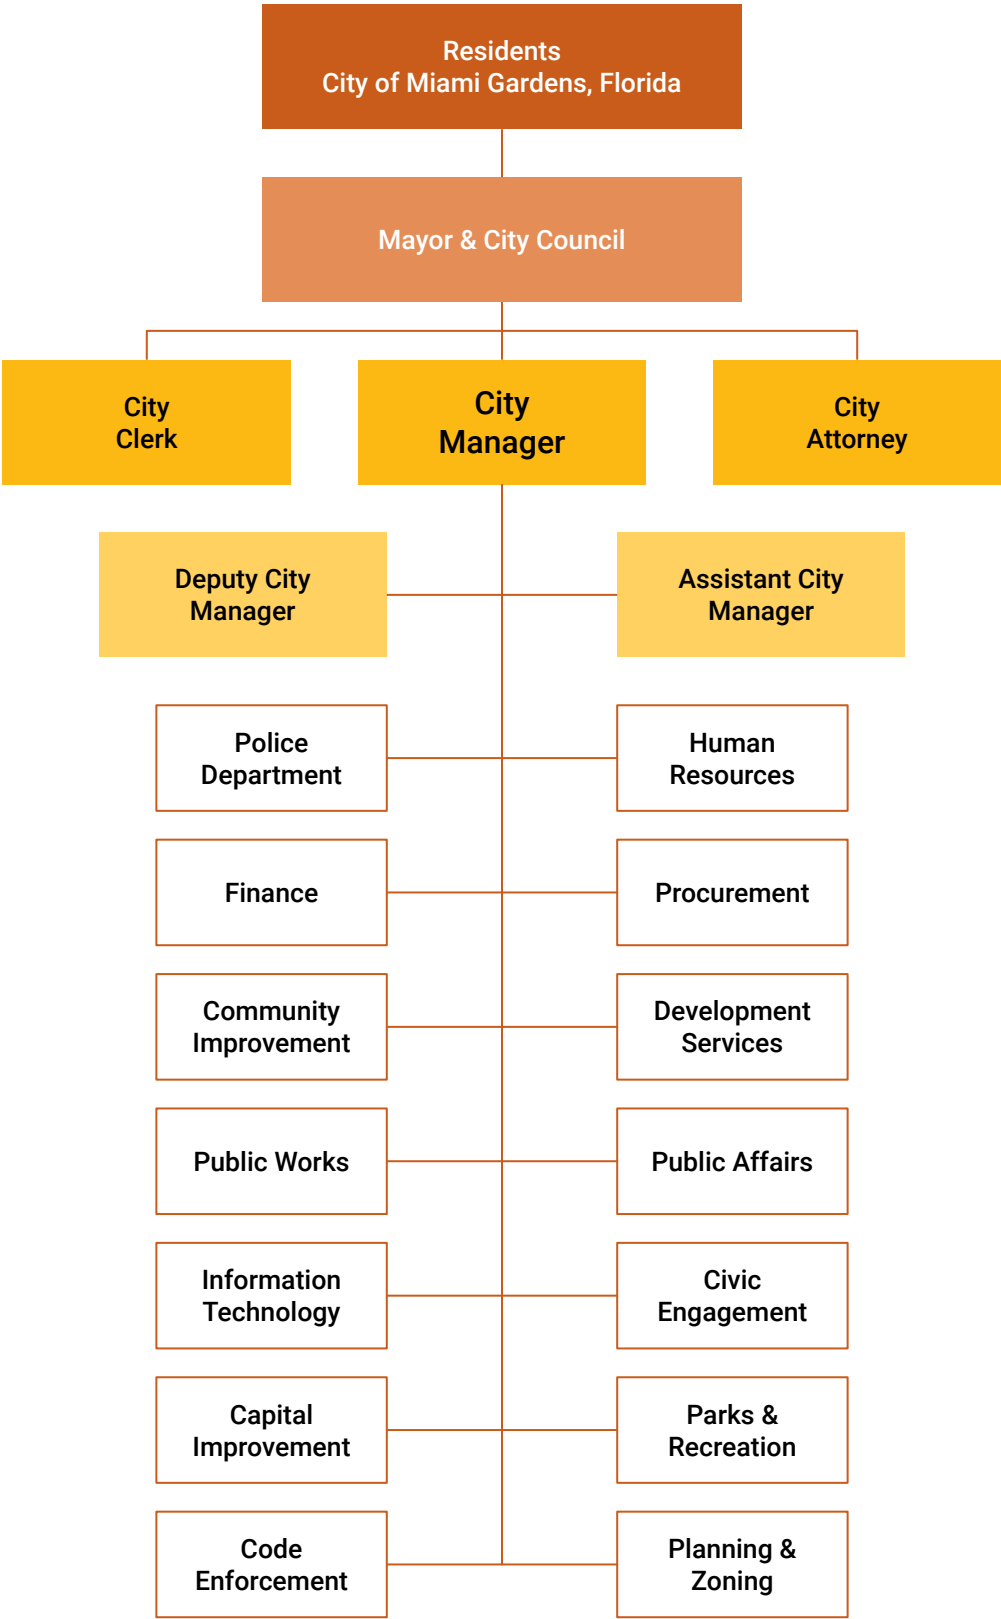 Residents
City of Miami Gardens, Florida
Mayor & City Council
City
Clerk
City
Manager
City
Attorney
Deputy City
Manager
Assistant City
Manager
Police
Department
Human
Resources
Finance
Procurement
Community
Improvement
Development
Services
Public Works
Public Affairs
Information
Technology
Civic
Engagement
Capital
Improvement
Parks &
Recreation
Code
Enforcement
Planning &
Zoning